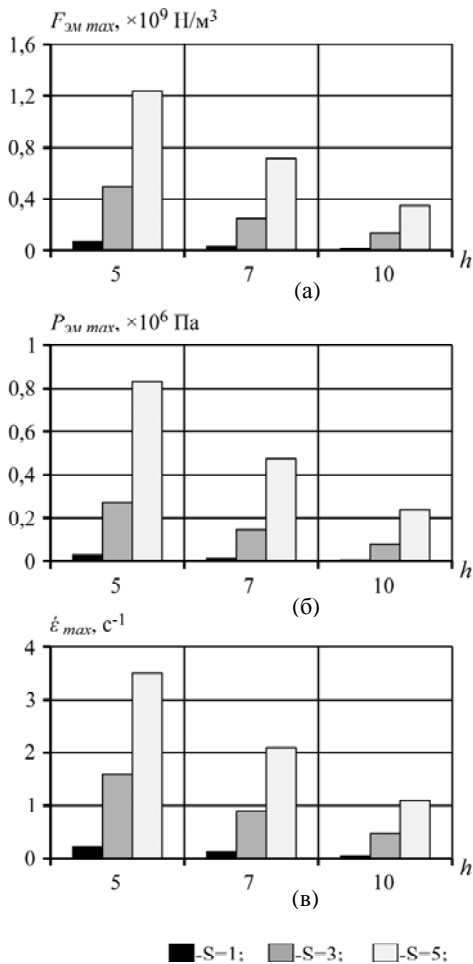 Fэм max, ×10⁹ Н/м³
1,6
1,2
0,8
0,4
0
5 7 10 h
(а)
Pэм max, ×10⁶ Па
1
0,8
0,6
0,4
0,2
0
5 7 10 h
(б)
έ max, с⁻¹
4
3
2
1
0
5 7 10 h
(в)
-S=1; -S=3; -S=5;